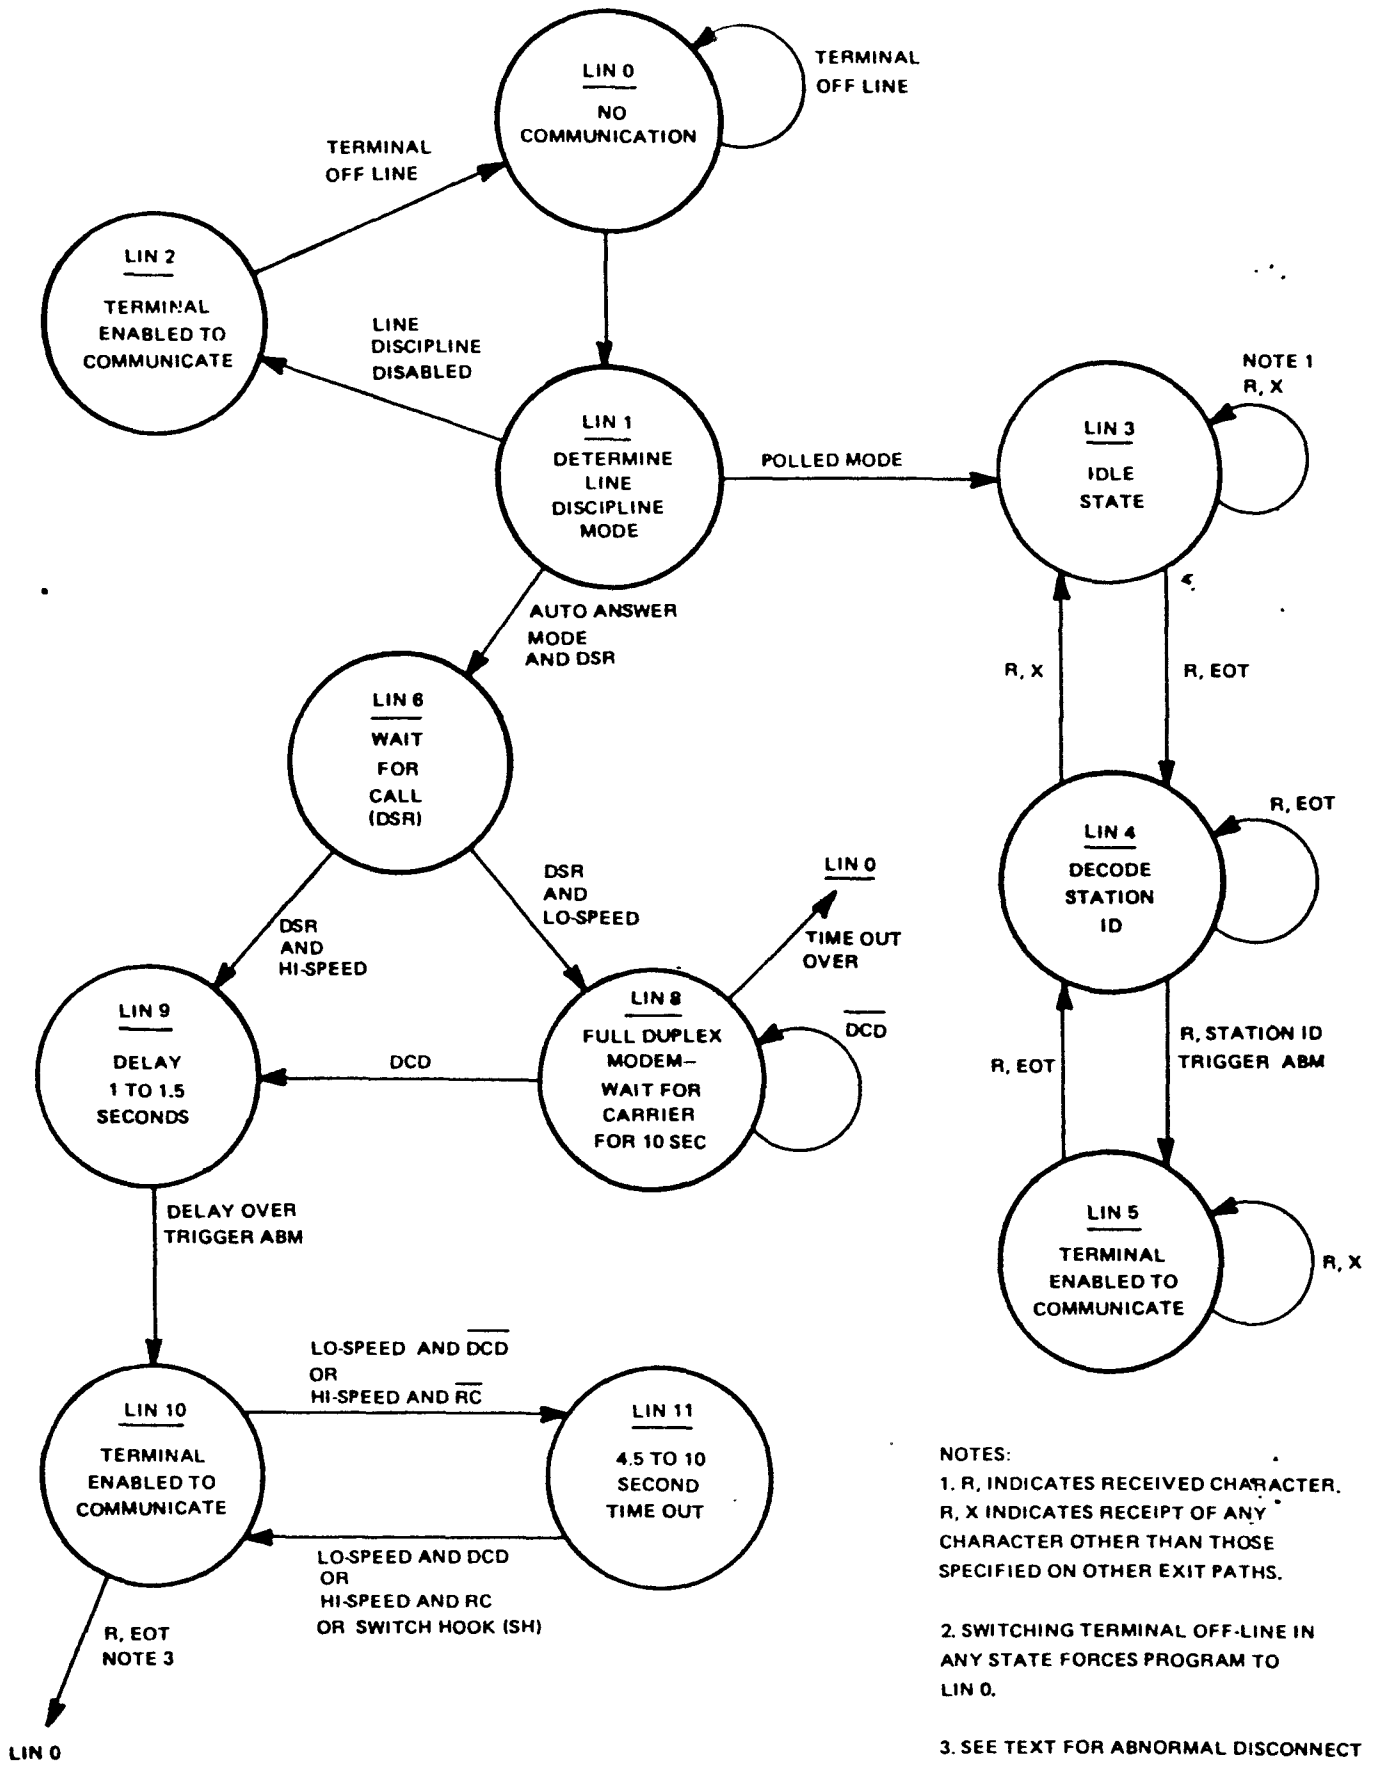 LIN 0
NO
COMMUNICATION
TERMINAL
OFF LINE
TERMINAL
OFF LINE
LIN 2
TERMINAL
ENABLED TO
COMMUNICATE
LINE
DISCIPLINE
DISABLED
LIN 1
DETERMINE
LINE
DISCIPLINE
MODE
POLLED MODE
LIN 3
IDLE
STATE
NOTE 1
R, X
AUTO ANSWER
MODE
AND DSR
R, X
R, EOT
LIN 6
WAIT
FOR
CALL
(DSR)
LIN 4
DECODE
STATION
ID
R, EOT
DSR
AND
HI-SPEED
DSR
AND
LO-SPEED
LIN 0
TIME OUT
OVER
LIN 9
DELAY
1 TO 1.5
SECONDS
DCD
LIN 8
FULL DUPLEX
MODEM—
WAIT FOR
CARRIER
FOR 10 SEC
D̅C̅D̅
R, EOT
R, STATION ID
TRIGGER ABM
DELAY OVER
TRIGGER ABM
LIN 5
TERMINAL
ENABLED TO
COMMUNICATE
R, X
LIN 10
TERMINAL
ENABLED TO
COMMUNICATE
LO-SPEED AND D̅C̅D̅
OR
HI-SPEED AND R̅C̅
LIN 11
4.5 TO 10
SECOND
TIME OUT
LO-SPEED AND DCD
OR
HI-SPEED AND RC
OR SWITCH HOOK (SH)
R, EOT
NOTE 3
LIN 0
NOTES:
1. R, INDICATES RECEIVED CHARACTER.
R, X INDICATES RECEIPT OF ANY
CHARACTER OTHER THAN THOSE
SPECIFIED ON OTHER EXIT PATHS.
2. SWITCHING TERMINAL OFF-LINE IN
ANY STATE FORCES PROGRAM TO
LIN 0.
3. SEE TEXT FOR ABNORMAL DISCONNECT